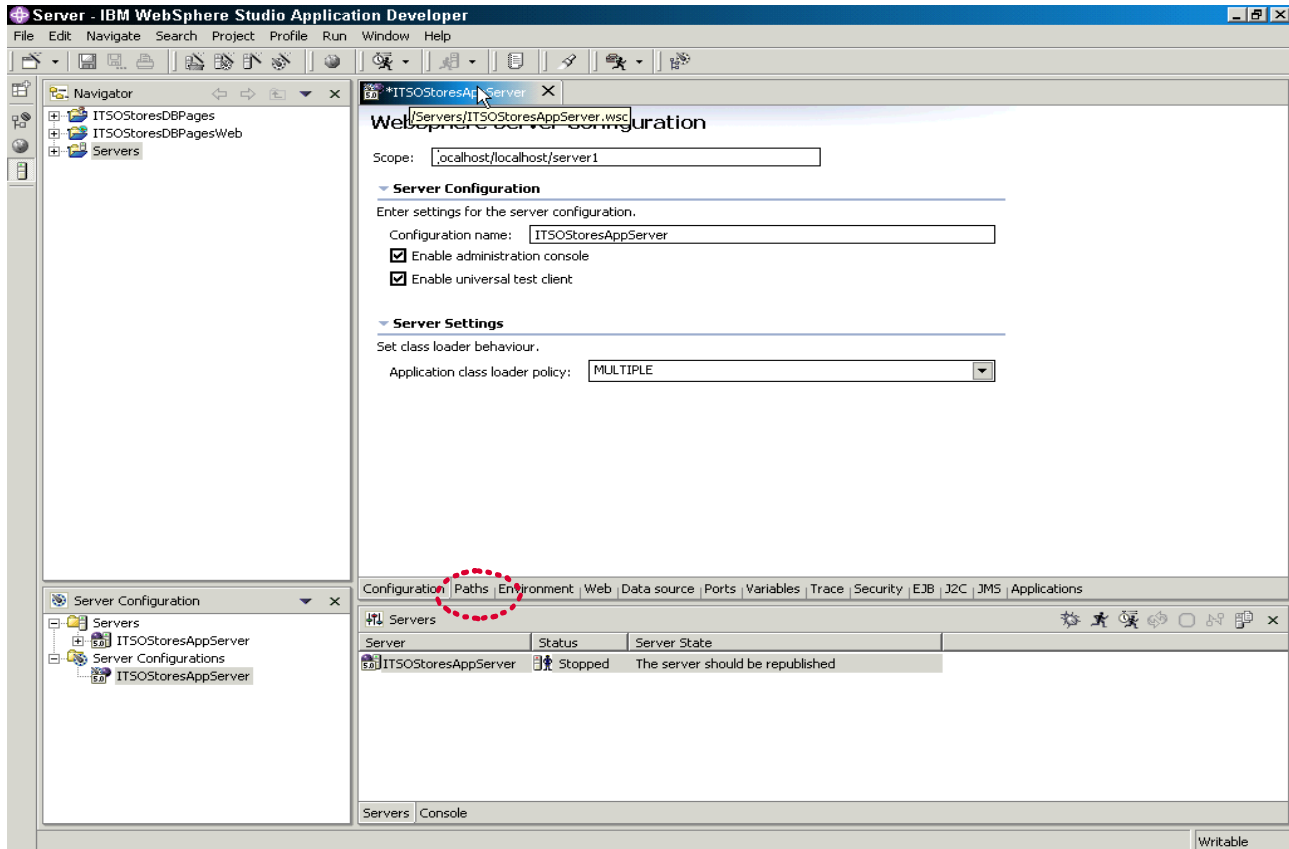 Server - IBM WebSphere Studio Application Developer
File Edit Navigate Search Project Profile Run Window Help
Navigator
ITSOStoresDBPages
ITSOStoresDBPagesWeb
Servers
*ITSOStoresAppServer
/Servers/ITSOStoresAppServer.wsc
WebSphere Server Configuration
Scope: localhost/localhost/server1
Server Configuration
Enter settings for the server configuration.
Configuration name: ITSOStoresAppServer
Enable administration console
Enable universal test client
Server Settings
Set class loader behaviour.
Application class loader policy: MULTIPLE
Configuration Paths Environment Web Data source Ports Variables Trace Security EJB J2C JMS Applications
Server Configuration
Servers
ITSOStoresAppServer
Server Configurations
ITSOStoresAppServer
Servers
Server Status Server State
ITSOStoresAppServer Stopped The server should be republished
Servers Console
Writable